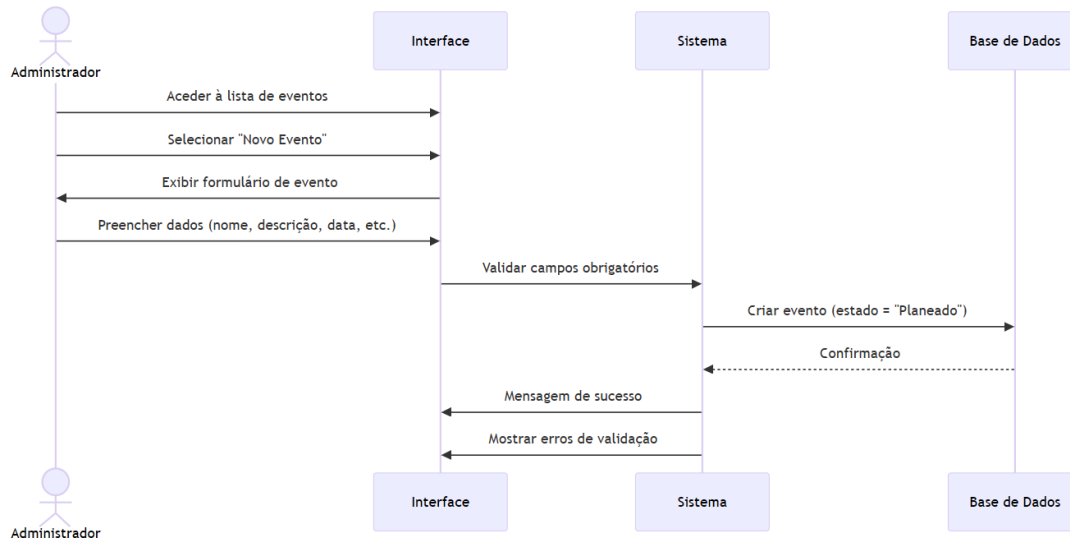 Administrador
Interface
Sistema
Base de Dados
Aceder à lista de eventos
Selecionar "Novo Evento"
Exibir formulário de evento
Preencher dados (nome, descrição, data, etc.)
Validar campos obrigatórios
Criar evento (estado = "Planeado")
Confirmação
Mensagem de sucesso
Mostrar erros de validação
Administrador
Interface
Sistema
Base de Dados